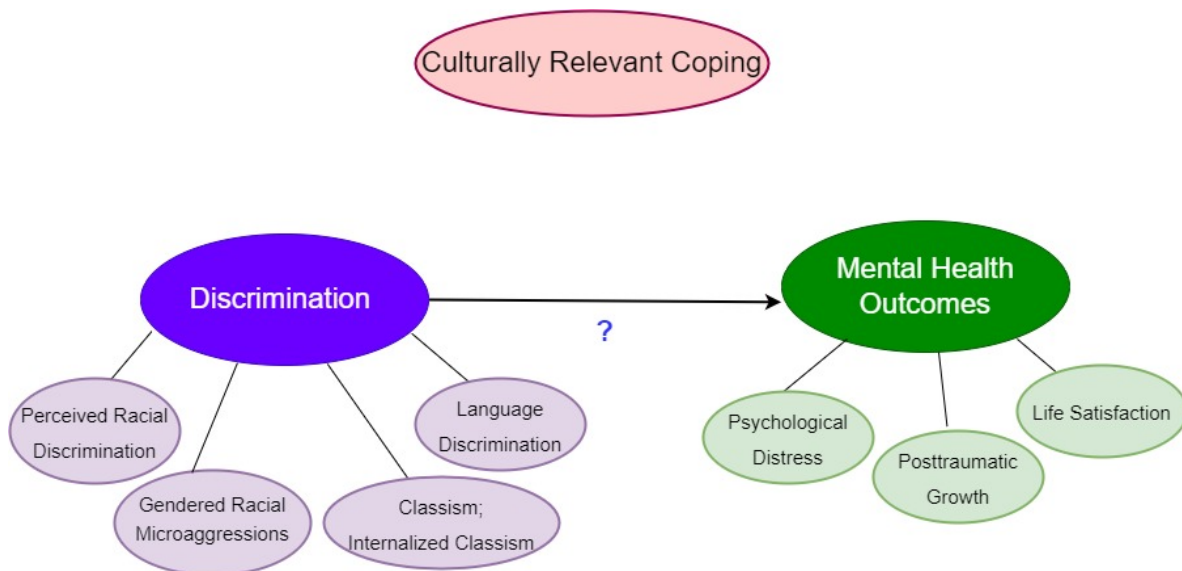 Culturally Relevant Coping
Discrimination
?
Mental Health
Outcomes
Perceived Racial
Discrimination
Gendered Racial
Microaggressions
Classism;
Internalized Classism
Language
Discrimination
Psychological
Distress
Posttraumatic
Growth
Life Satisfaction